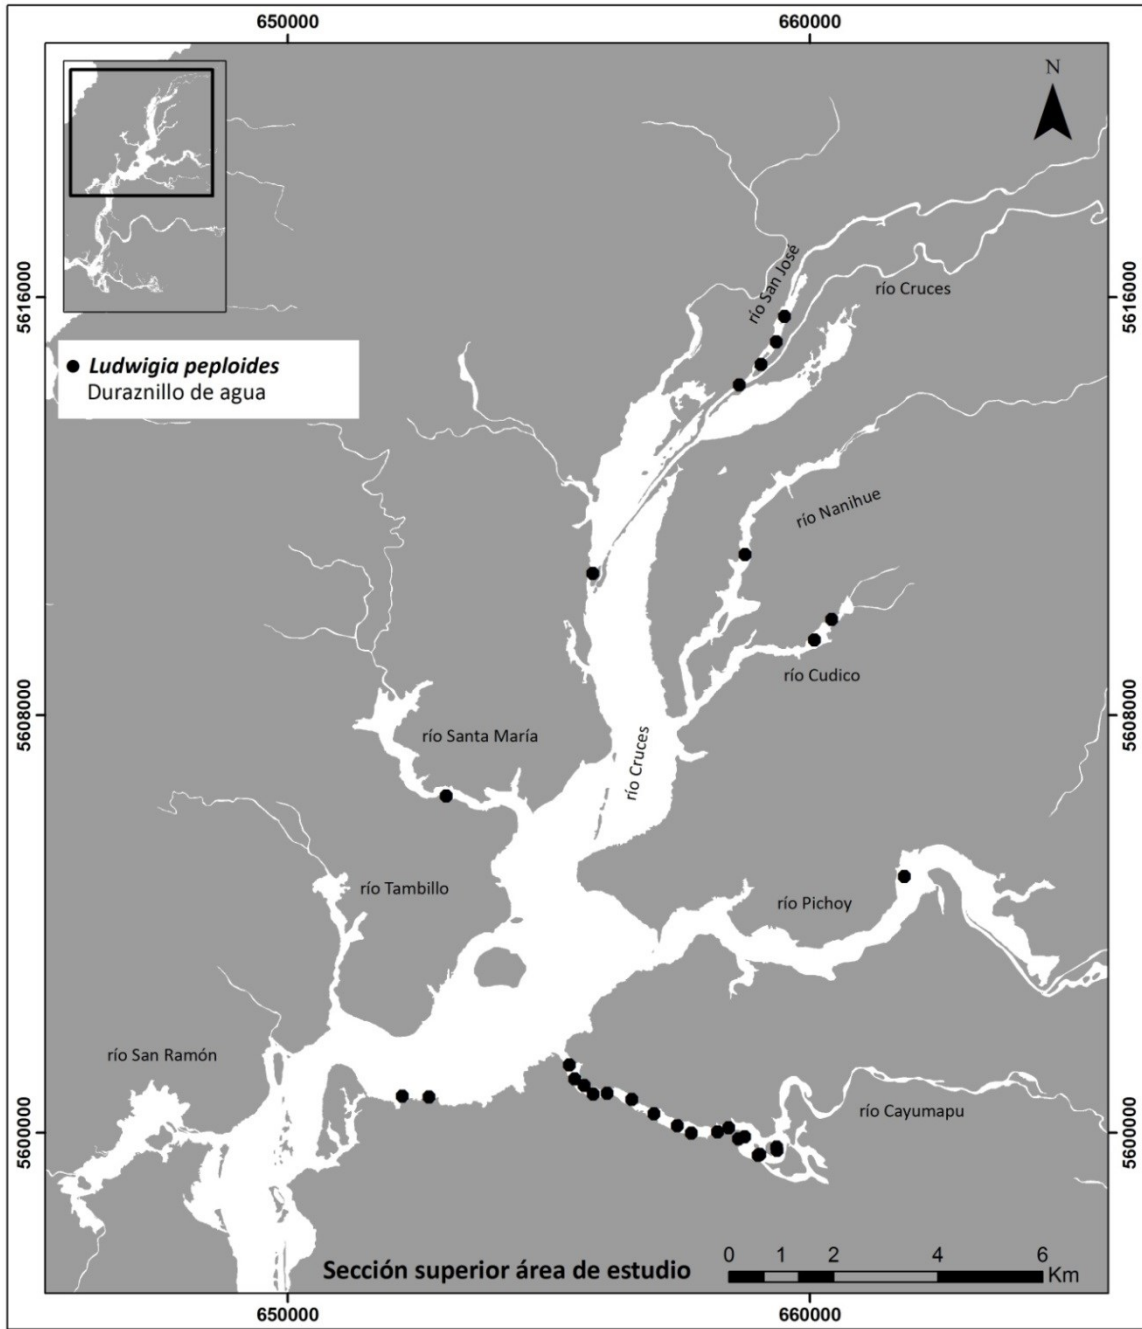 650000
660000
N
5616000
5616000
río San José
río Cruces
Ludwigia peploides
Duraznillo de agua
río Nanihue
río Cudico
5608000
5608000
río Santa María
río Cruces
río Tambillo
río Pichoy
río San Ramón
río Cayumapu
5600000
5600000
Sección superior área de estudio
0 1 2 4 6
Km
650000
660000